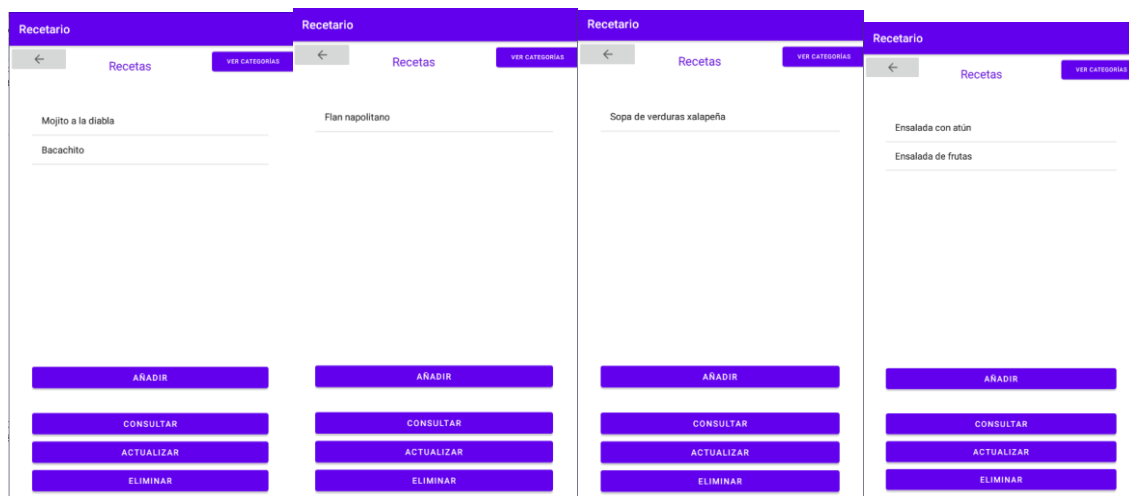 Recetario
Recetas
VER CATEGORÍAS
Mojito a la diabla
Bacachito
AÑADIR
CONSULTAR
ACTUALIZAR
ELIMINAR
Recetario
Recetas
VER CATEGORÍAS
Flan napolitano
AÑADIR
CONSULTAR
ACTUALIZAR
ELIMINAR
Recetario
Recetas
VER CATEGORÍAS
Sopa de verduras xalapeña
AÑADIR
CONSULTAR
ACTUALIZAR
ELIMINAR
Recetario
Recetas
VER CATEGORÍAS
Ensalada con atún
Ensalada de frutas
AÑADIR
CONSULTAR
ACTUALIZAR
ELIMINAR